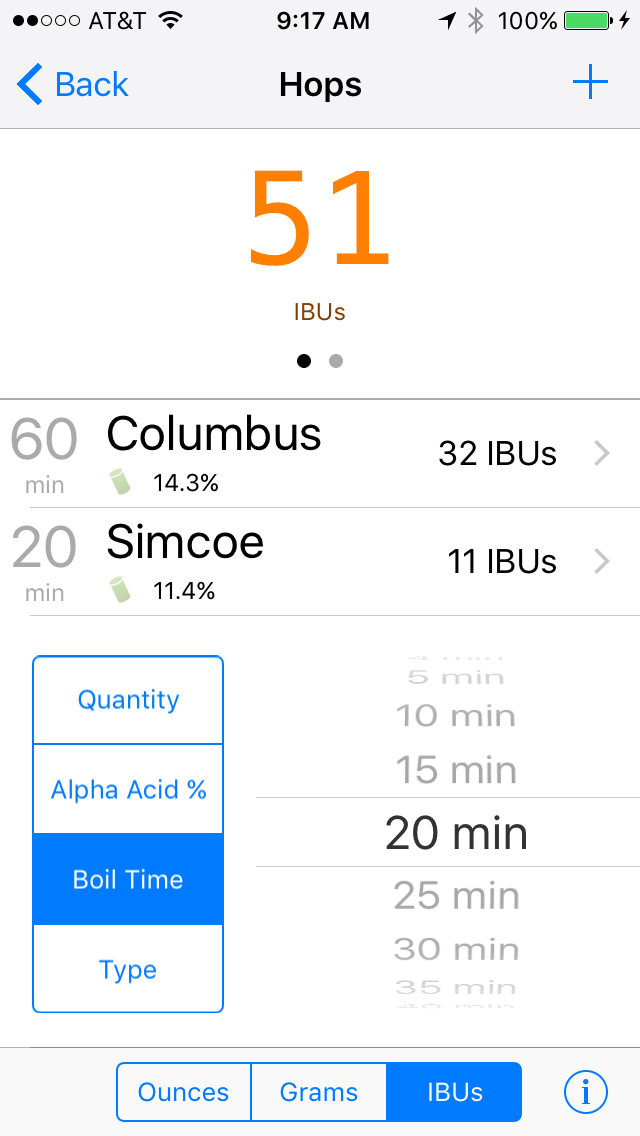 AT&T 9:17 AM 100%
Back Hops
51
IBUs
60 min Columbus 14.3% 32 IBUs
20 min Simcoe 11.4% 11 IBUs
Quantity
Alpha Acid %
Boil Time
Type
5 min
10 min
15 min
20 min
25 min
30 min
35 min
Ounces Grams IBUs i